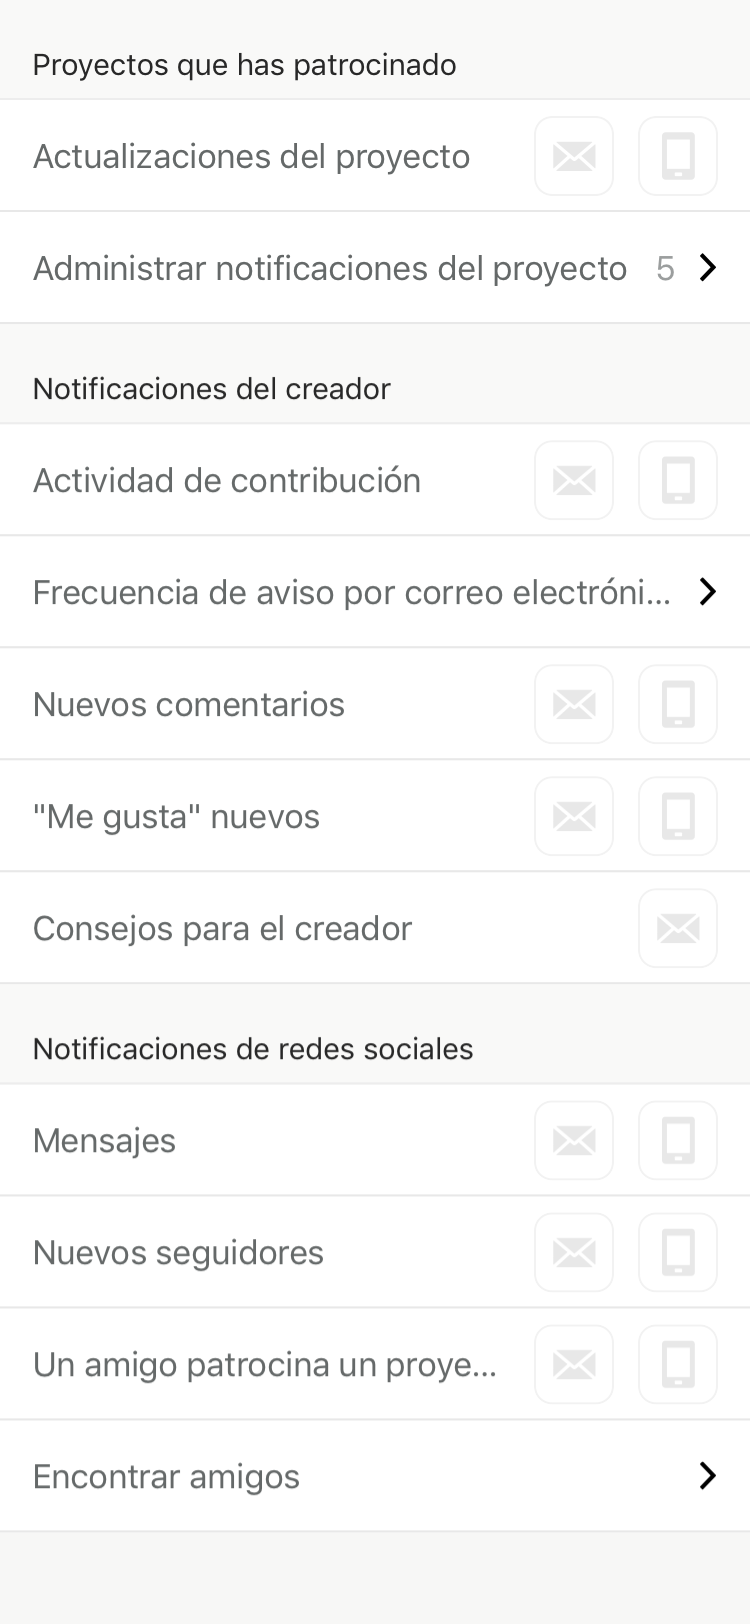 Proyectos que has patrocinado
Actualizaciones del proyecto
Administrar notificaciones del proyecto 5
Notificaciones del creador
Actividad de contribución
Frecuencia de aviso por correo electróni...
Nuevos comentarios
"Me gusta" nuevos
Consejos para el creador
Notificaciones de redes sociales
Mensajes
Nuevos seguidores
Un amigo patrocina un proye...
Encontrar amigos